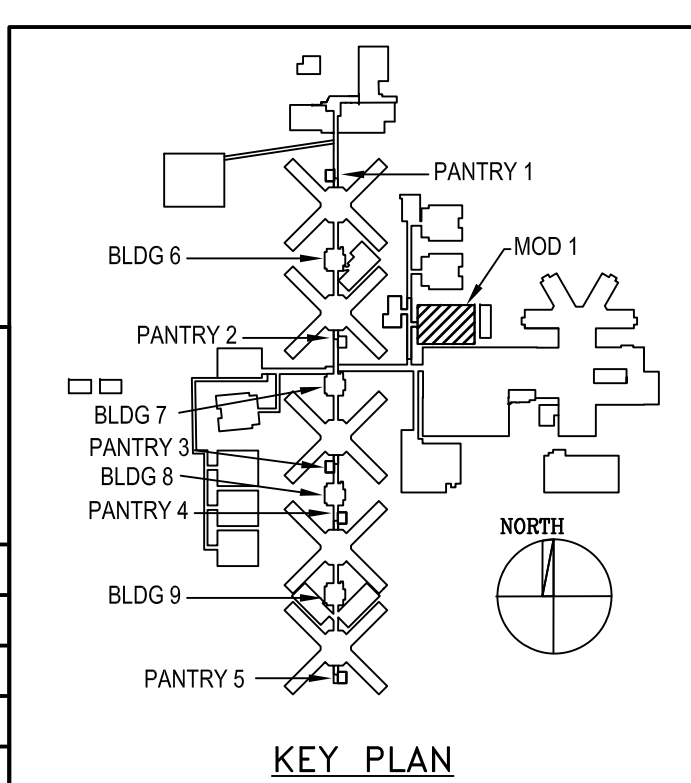 PANTRY 1
MOD 1
BLDG 6
PANTRY 2
BLDG 7
PANTRY 3
BLDG 8
PANTRY 4
NORTH
BLDG 9
PANTRY 5
KEY PLAN